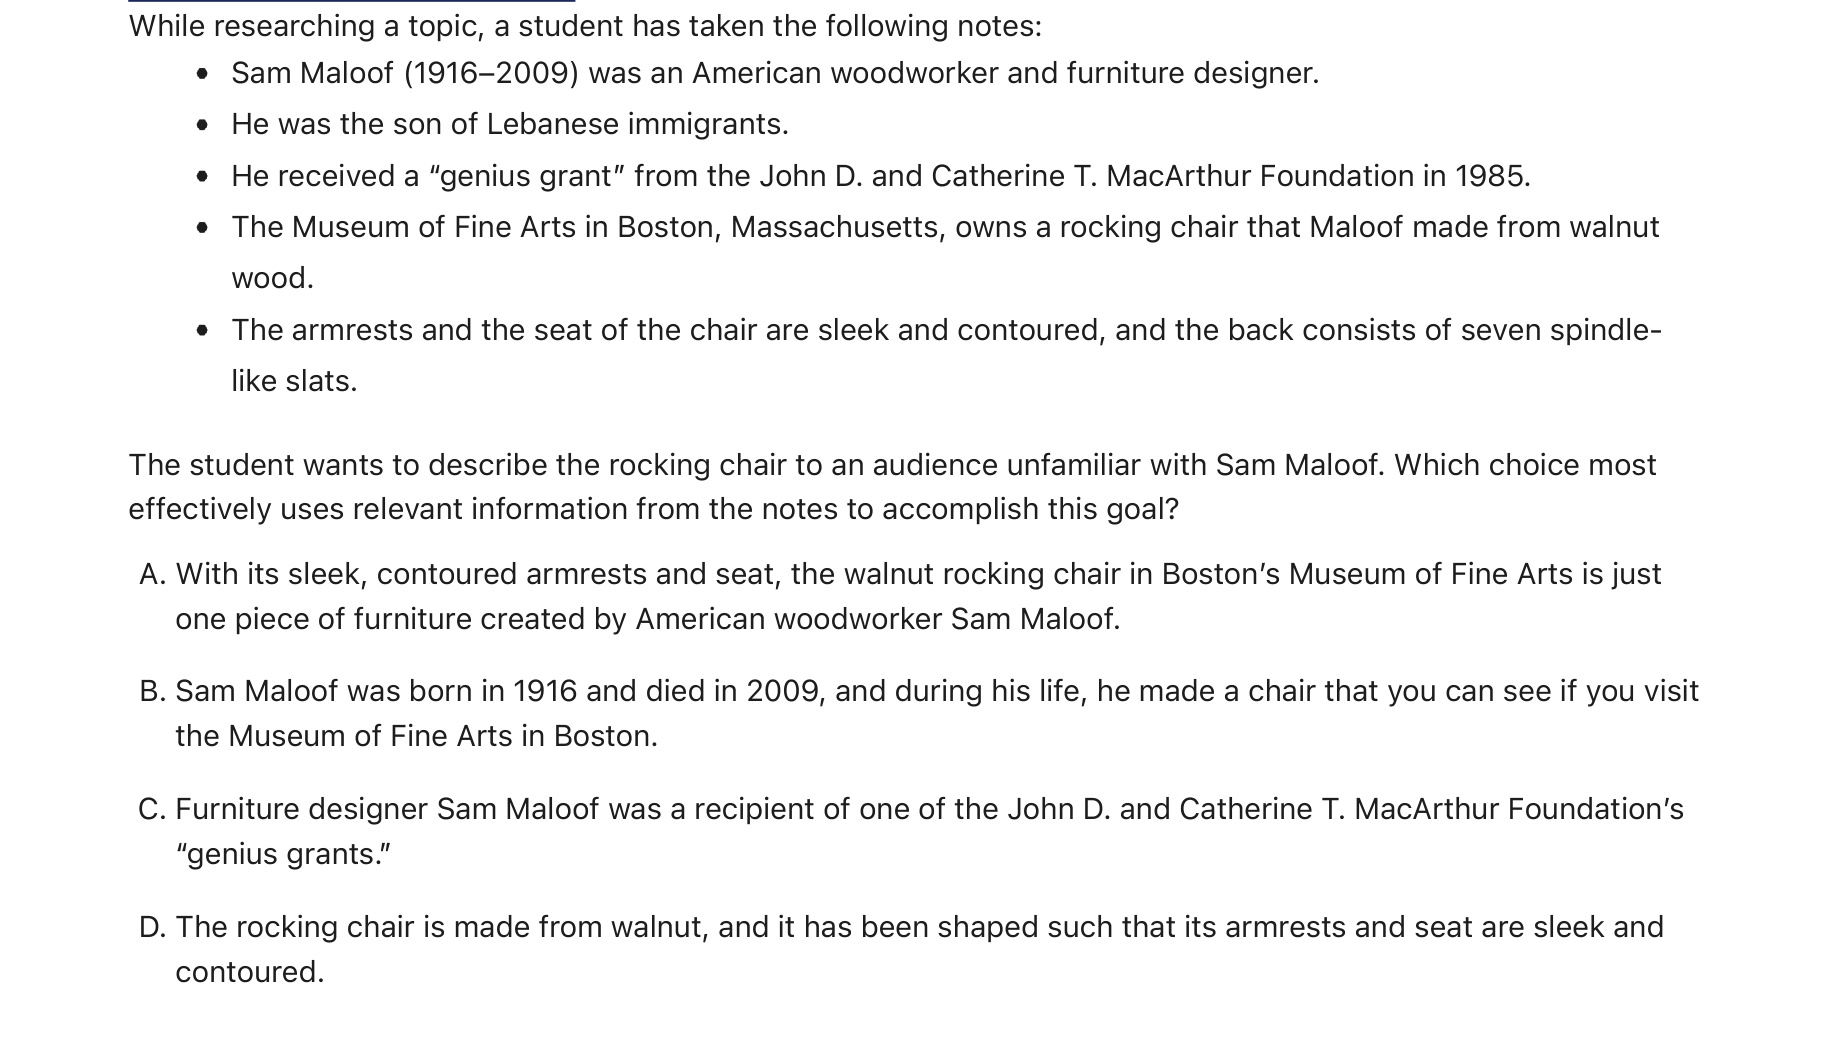 While researching a topic, a student has taken the following notes:
• Sam Maloof (1916–2009) was an American woodworker and furniture designer.
• He was the son of Lebanese immigrants.
• He received a “genius grant” from the John D. and Catherine T. MacArthur Foundation in 1985.
• The Museum of Fine Arts in Boston, Massachusetts, owns a rocking chair that Maloof made from walnut
wood.
• The armrests and the seat of the chair are sleek and contoured, and the back consists of seven spindle-
like slats.
The student wants to describe the rocking chair to an audience unfamiliar with Sam Maloof. Which choice most
effectively uses relevant information from the notes to accomplish this goal?
A. With its sleek, contoured armrests and seat, the walnut rocking chair in Boston’s Museum of Fine Arts is just
one piece of furniture created by American woodworker Sam Maloof.
B. Sam Maloof was born in 1916 and died in 2009, and during his life, he made a chair that you can see if you visit
the Museum of Fine Arts in Boston.
C. Furniture designer Sam Maloof was a recipient of one of the John D. and Catherine T. MacArthur Foundation’s
“genius grants.”
D. The rocking chair is made from walnut, and it has been shaped such that its armrests and seat are sleek and
contoured.